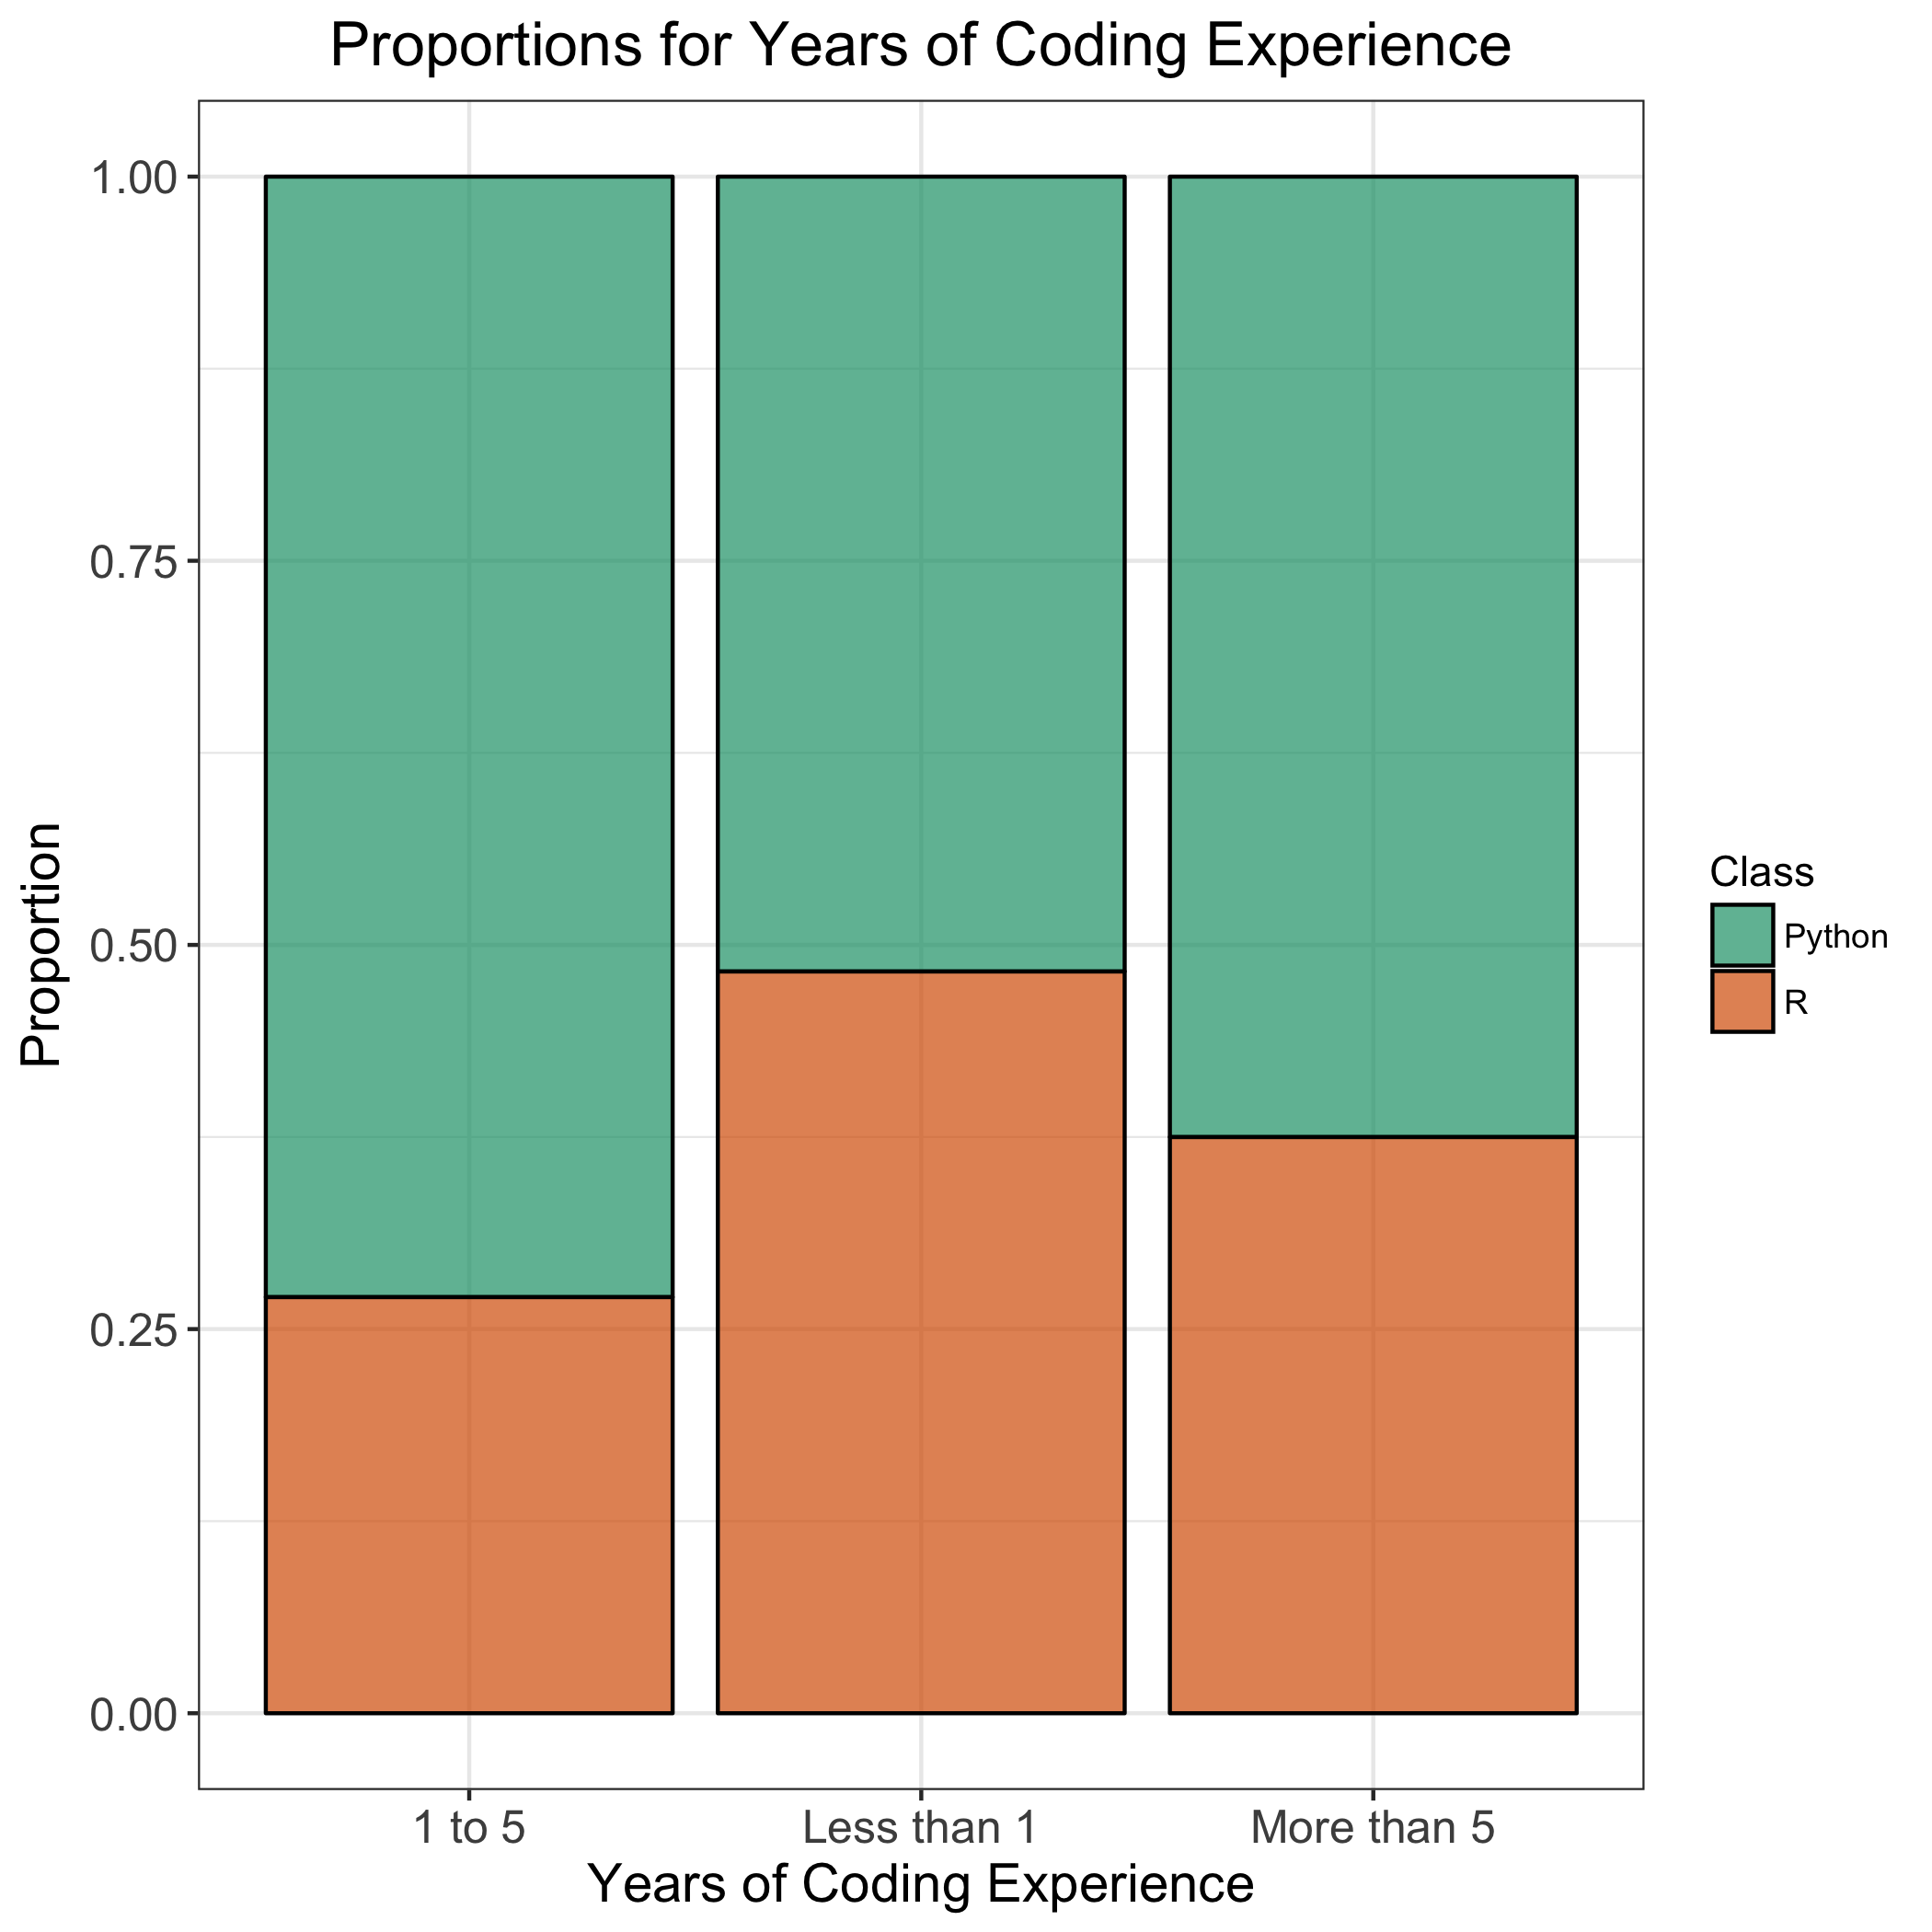 Proportions for Years of Coding Experience
Proportion
1.00
0.75
0.50
0.25
0.00
1 to 5
Less than 1
More than 5
Years of Coding Experience
Class
Python
R